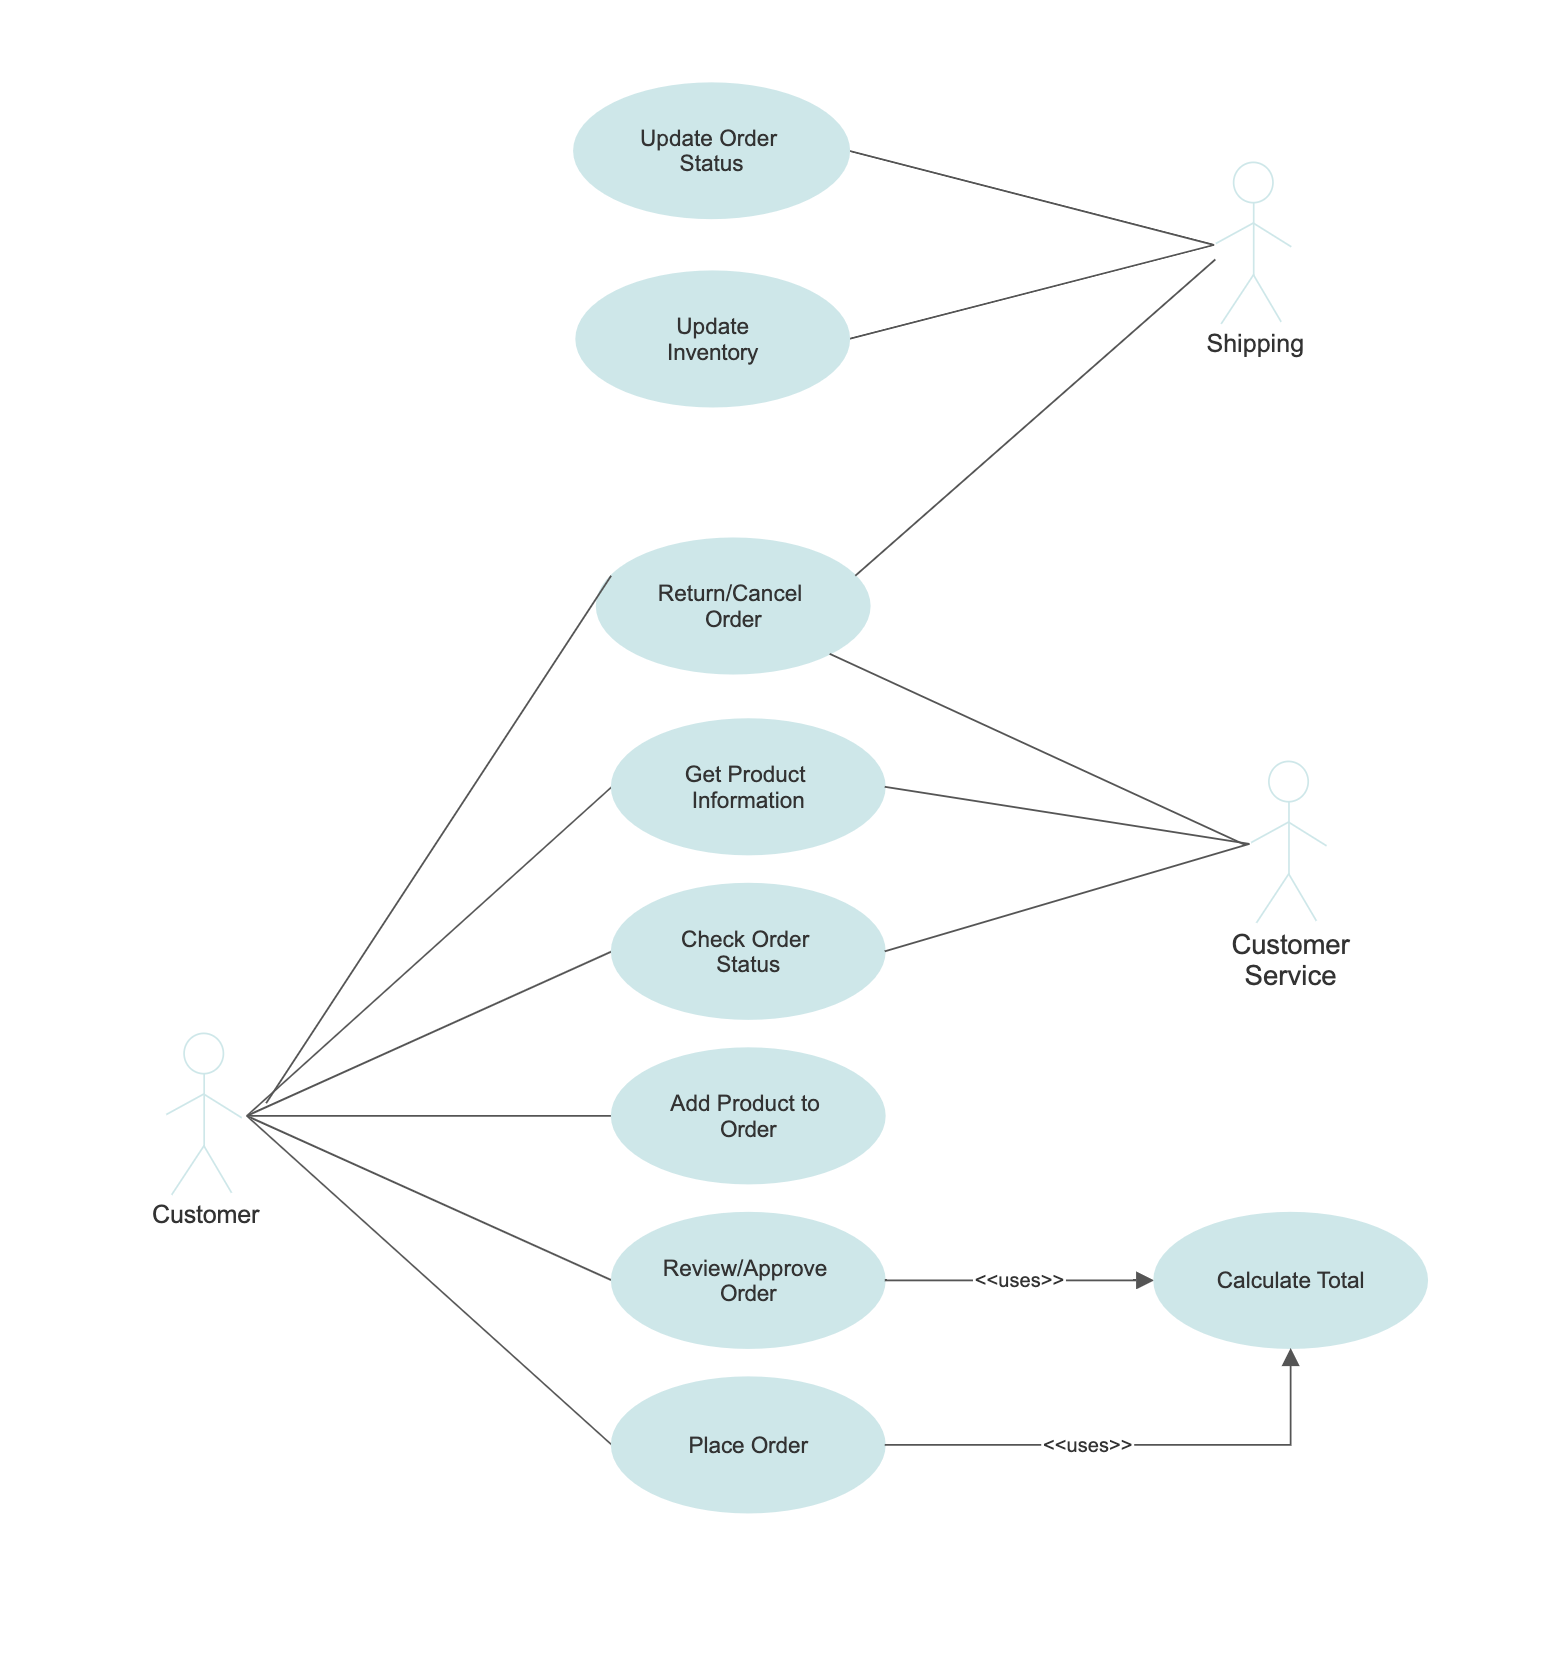 Update Order
Status
Update
Inventory
Shipping
Return/Cancel
Order
Get Product
Information
Check Order
Status
Customer
Service
Add Product to
Order
Customer
Review/Approve
Order
<<uses>>
Calculate Total
Place Order
<<uses>>